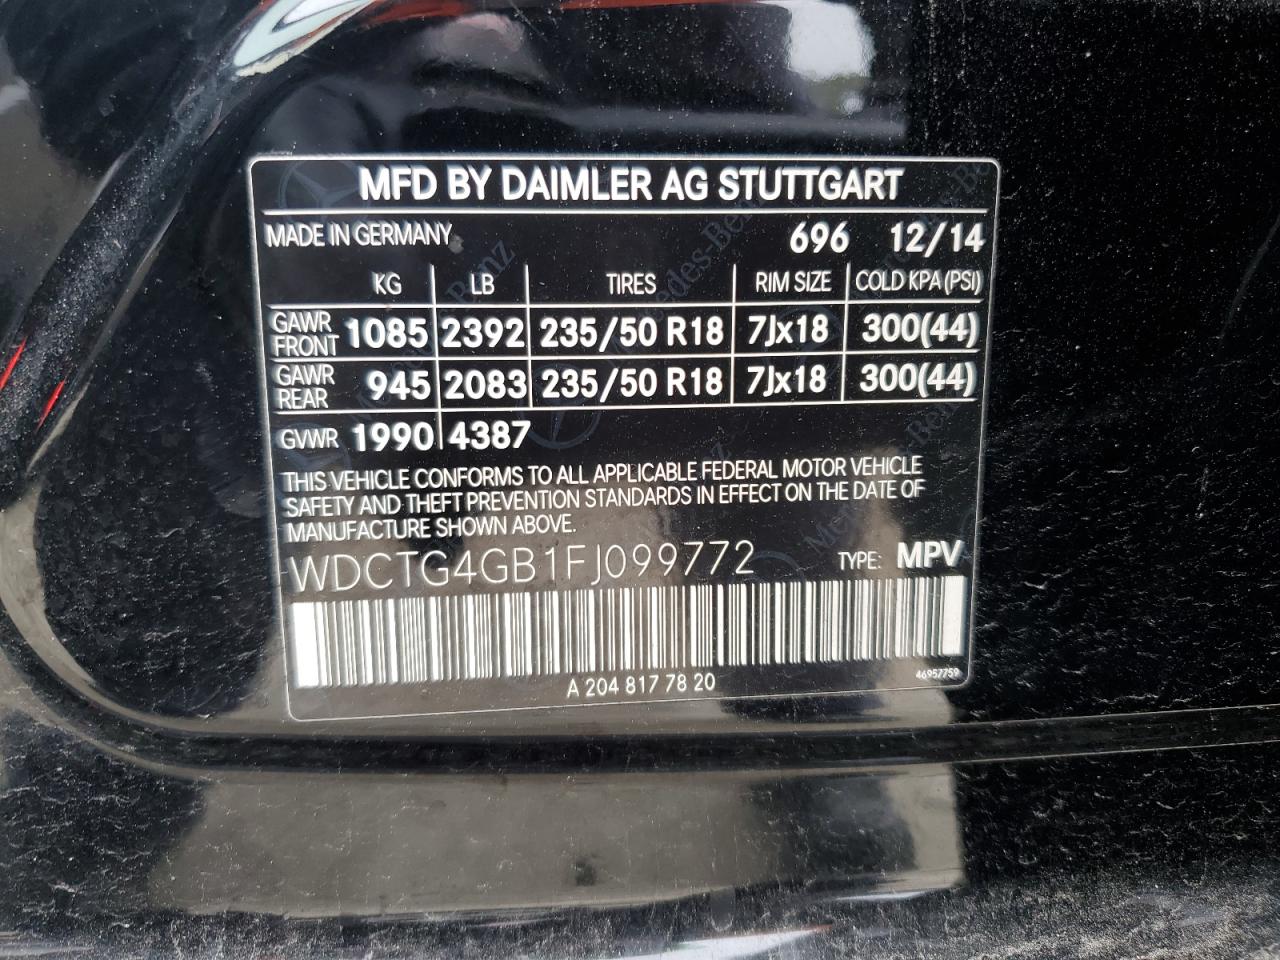 MFD BY DAIMLER AG STUTTGART
MADE IN GERMANY 696 12/14
KG LB TIRES RIM SIZE COLD KPA (PSI)
GAWR FRONT 1085 2392 235/50 R18 7Jx18 300(44)
GAWR REAR 945 2083 235/50 R18 7Jx18 300(44)
GVWR 1990 4387
THIS VEHICLE CONFORMS TO ALL APPLICABLE FEDERAL MOTOR VEHICLE
SAFETY AND THEFT PREVENTION STANDARDS IN EFFECT ON THE DATE OF
MANUFACTURE SHOWN ABOVE.
WDCTG4GB1FJ099772 TYPE: MPV
A 204 817 78 20 46957759